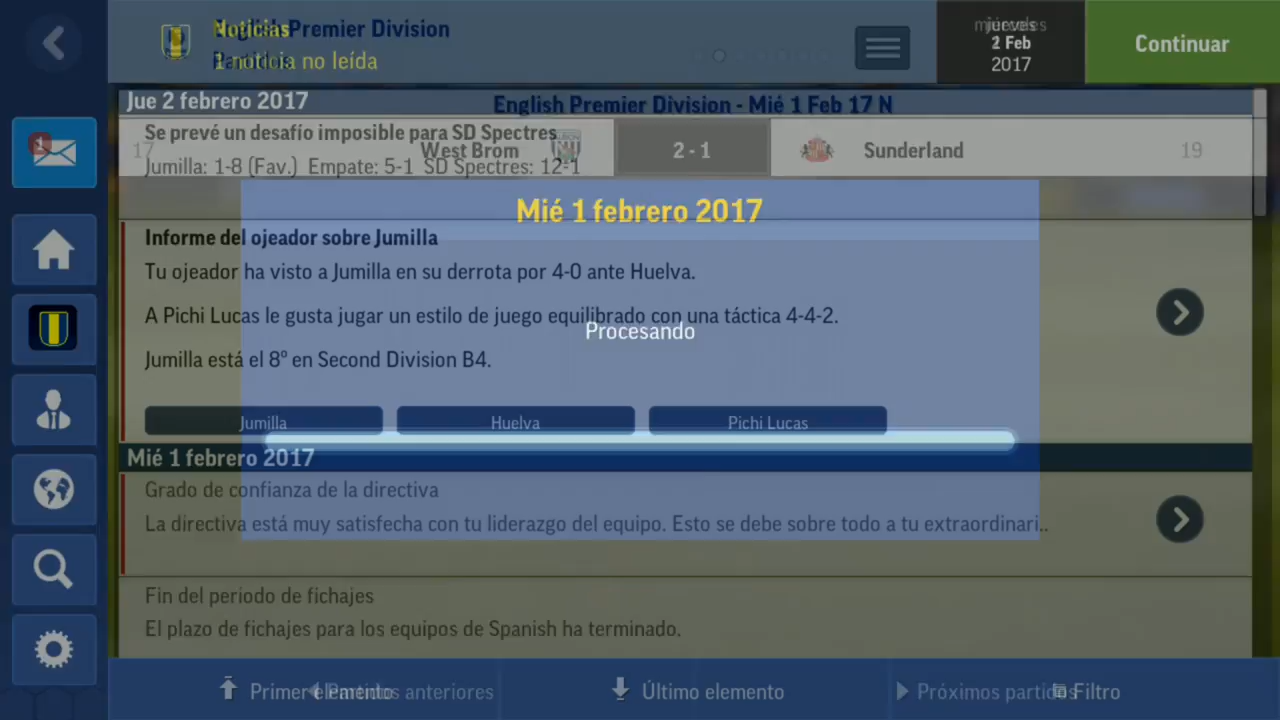 Noticias
English Premier Division
1 noticia no leída
Partidos
miércoles
jueves
2 Feb
2017
Continuar
Jue 2 febrero 2017
English Premier Division - Mié 1 Feb 17 N
Se prevé un desafío imposible para SD Spectres
Jumilla: 1-8 (Fav.) Empate: 5-1 SD Spectres: 12-1
17 West Brom 2 - 1 Sunderland 19
Mié 1 febrero 2017
Informe del ojeador sobre Jumilla
Tu ojeador ha visto a Jumilla en su derrota por 4-0 ante Huelva.
A Pichi Lucas le gusta jugar un estilo de juego equilibrado con una táctica 4-4-2.
Procesando
Jumilla está el 8º en Second Division B4.
Jumilla Huelva Pichi Lucas
Mié 1 febrero 2017
Grado de confianza de la directiva
La directiva está muy satisfecha con tu liderazgo del equipo. Esto se debe sobre todo a tu extraordinari..
Fin del periodo de fichajes
El plazo de fichajes para los equipos de Spanish ha terminado.
Primer elemento Partidos anteriores Último elemento Próximos partidos Filtro
1